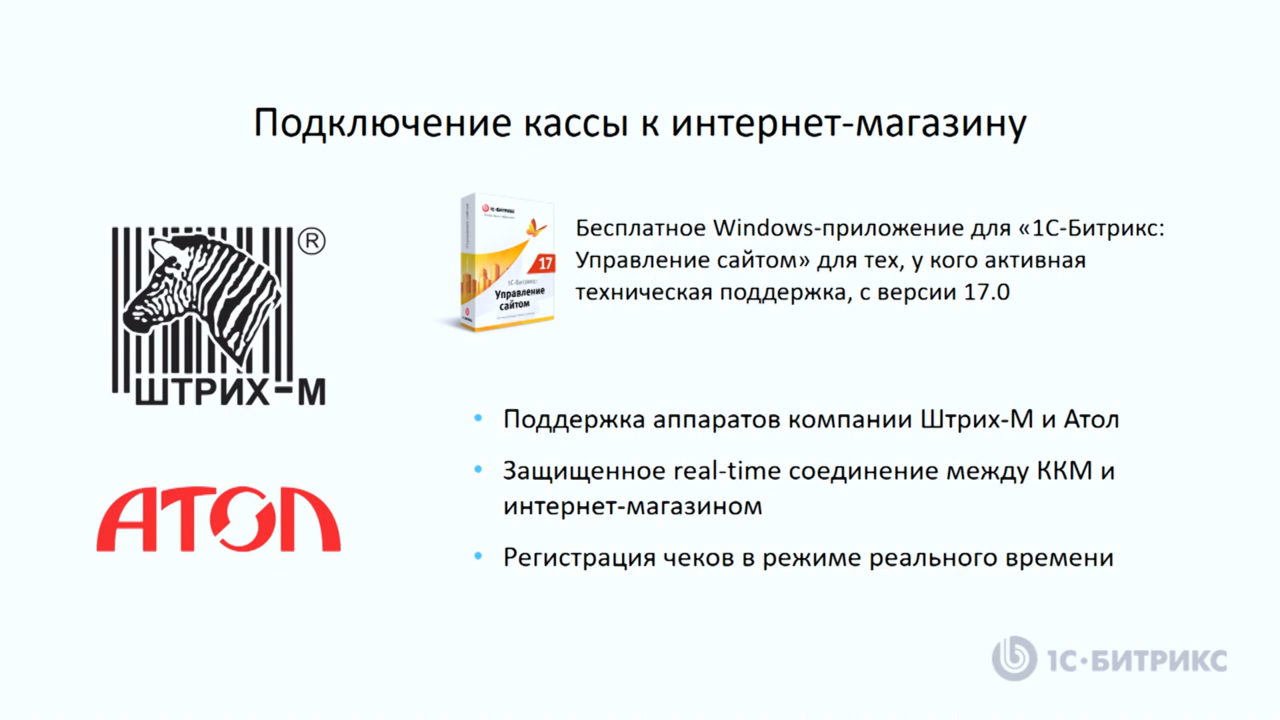 Подключение кассы к интернет-магазину
®
ШТРИХ-М
1С-БИТРИКС
17
1С-Битрикс:
Управление
сайтом
Бесплатное Windows-приложение для «1С-Битрикс:
Управление сайтом» для тех, у кого активная
техническая поддержка, с версии 17.0
АТОЛ
• Поддержка аппаратов компании Штрих-М и Атол
• Защищенное real-time соединение между ККМ и
интернет-магазином
• Регистрация чеков в режиме реального времени
1С-БИТРИКС